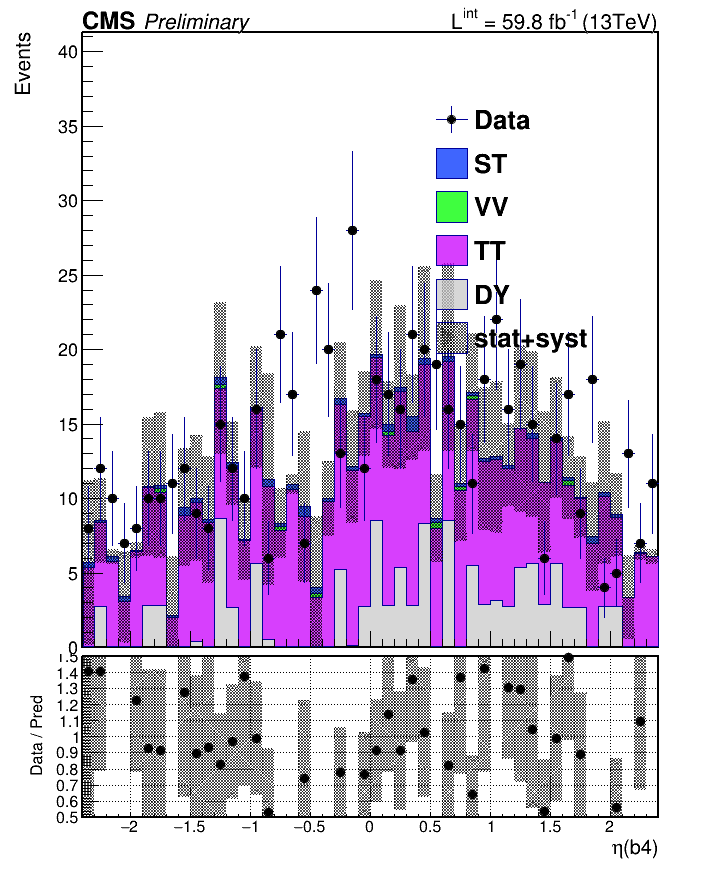 CMS Preliminary L^int = 59.8 fb^-1 (13TeV)
Events
40
35
30
25
20
15
10
5
0
Data
ST
VV
TT
DY
stat+syst
Data / Pred
1.5
1.4
1.3
1.2
1.1
1
0.9
0.8
0.7
0.6
0.5
−2 −1.5 −1 −0.5 0 0.5 1 1.5 2
η(b4)